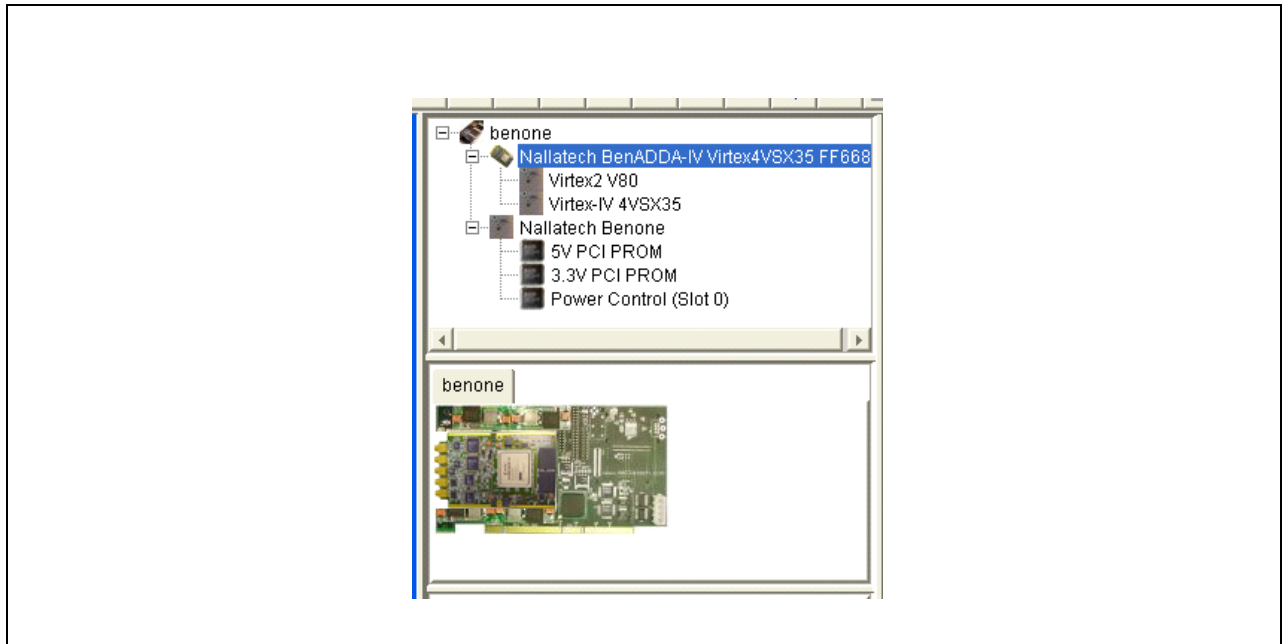 benone
Nallatech BenADDA-IV Virtex4VSX35 FF668
Virtex2 V80
Virtex-IV 4VSX35
Nallatech Benone
5V PCI PROM
3.3V PCI PROM
Power Control (Slot 0)
benone